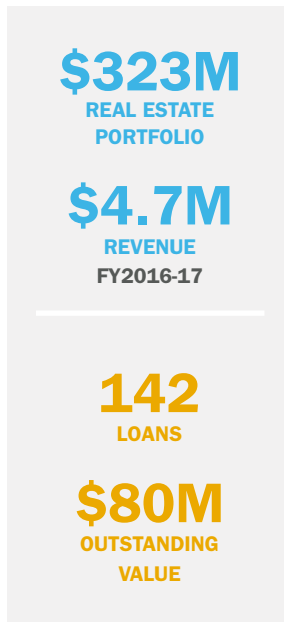 $323M
REAL ESTATE
PORTFOLIO
$4.7M
REVENUE
FY2016-17
142
LOANS
$80M
OUTSTANDING
VALUE